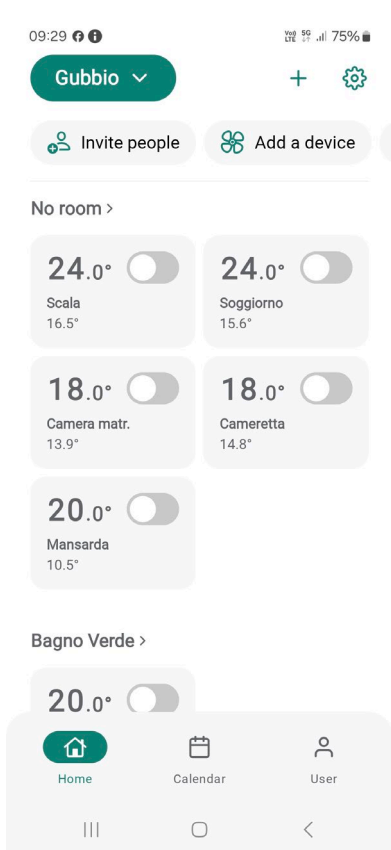 09:29 75%
Gubbio
Invite people Add a device
No room >
24.0° 24.0°
Scala Soggiorno
16.5° 15.6°
18.0° 18.0°
Camera matr. Cameretta
13.9° 14.8°
20.0°
Mansarda
10.5°
Bagno Verde >
20.0°
Home Calendar User